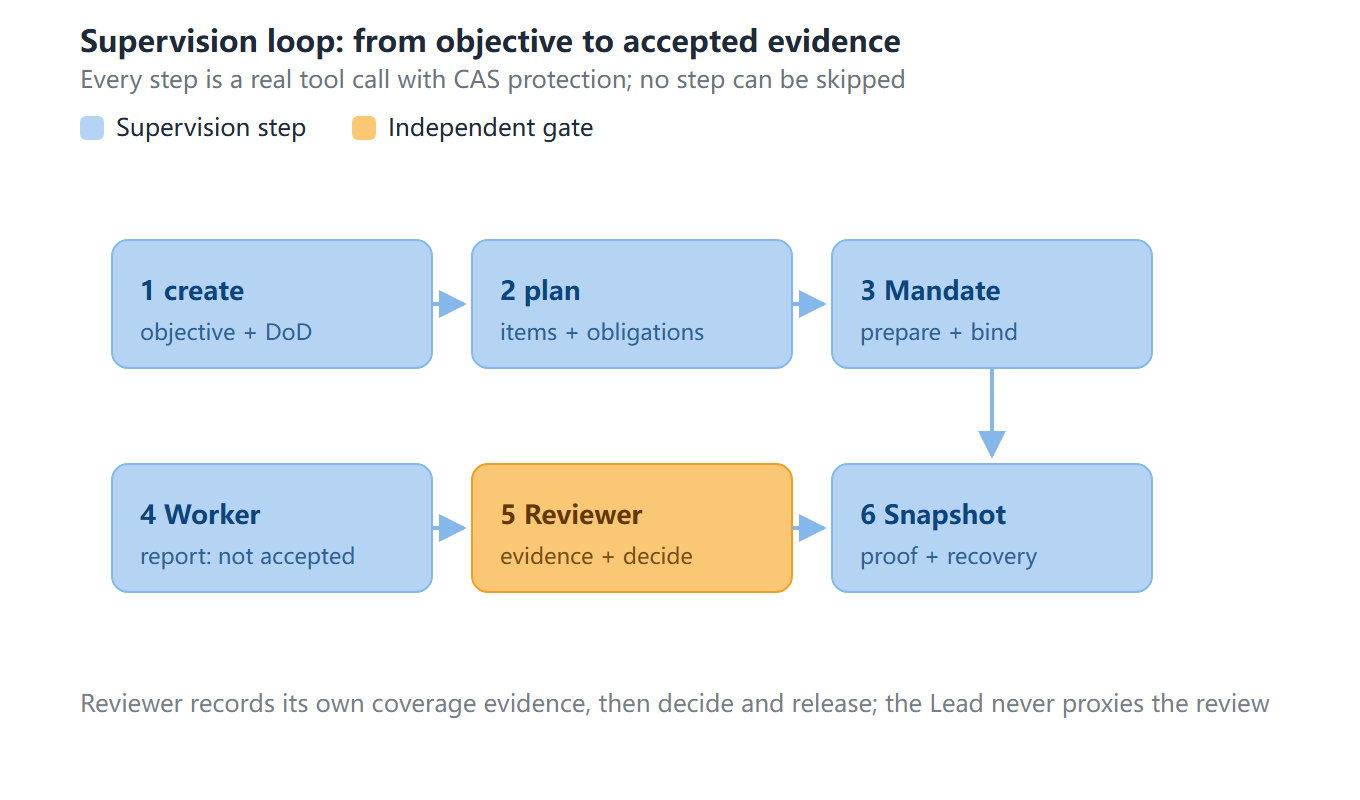 Supervision loop: from objective to accepted evidence
Every step is a real tool call with CAS protection; no step can be skipped
Supervision step
Independent gate
1 create
objective + DoD
2 plan
items + obligations
3 Mandate
prepare + bind
4 Worker
report: not accepted
5 Reviewer
evidence + decide
6 Snapshot
proof + recovery
Reviewer records its own coverage evidence, then decide and release; the Lead never proxies the review